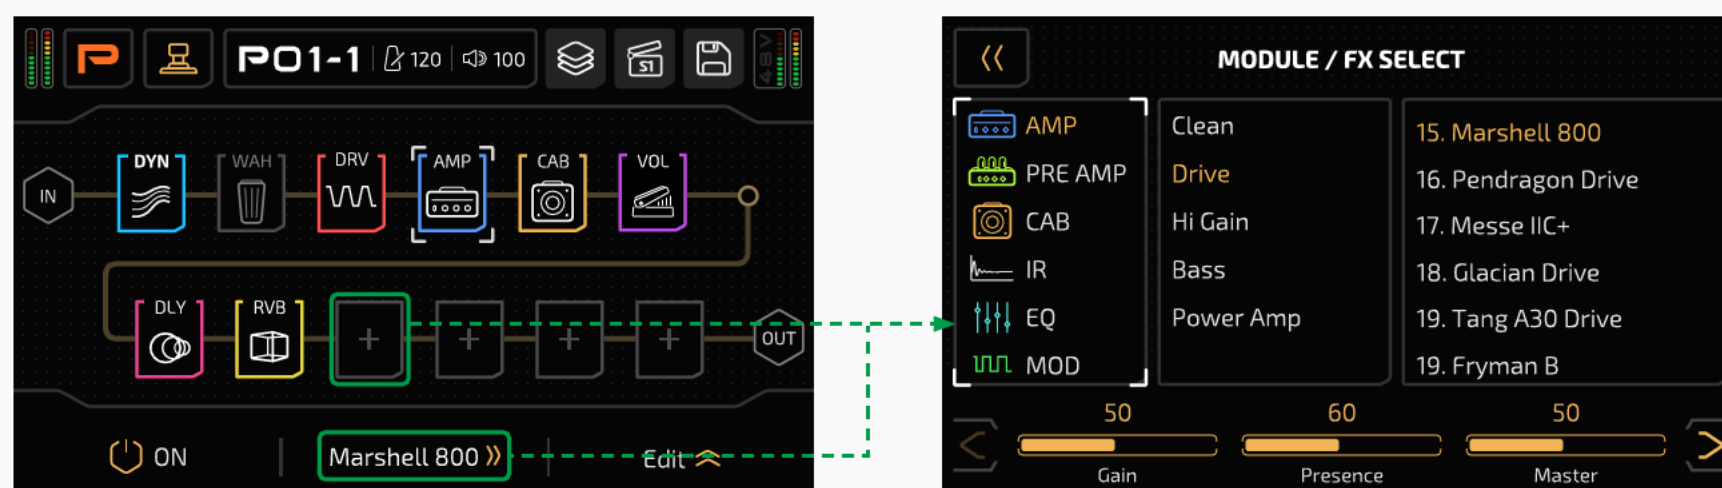 P01-1 120 100 S1 48V
IN DYN WAH DRV AMP CAB VOL
DLY RVB + + + + OUT
ON Marshell 800 Edit
MODULE / FX SELECT
AMP
PRE AMP
CAB
IR
EQ
MOD
Clean
Drive
Hi Gain
Bass
Power Amp
15. Marshell 800
16. Pendragon Drive
17. Messe IIC+
18. Glacian Drive
19. Tang A30 Drive
19. Fryman B
50 60 50
Gain Presence Master